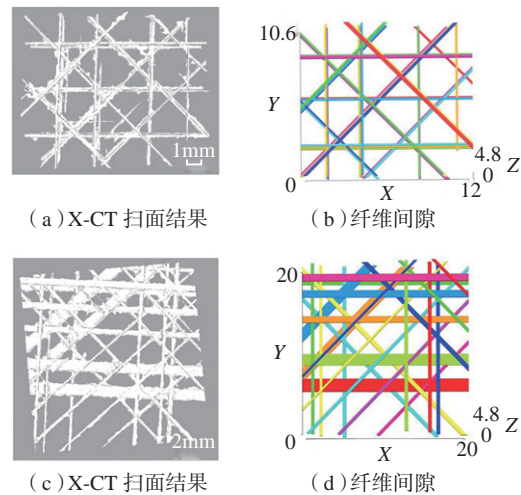 10.6
Y
1mm
4.8
0 Z
0 X 12
（a）X-CT 扫面结果
（b）纤维间隙
20
Y
4.8
2mm
0 Z
0 X 20
（c）X-CT 扫面结果
（d）纤维间隙